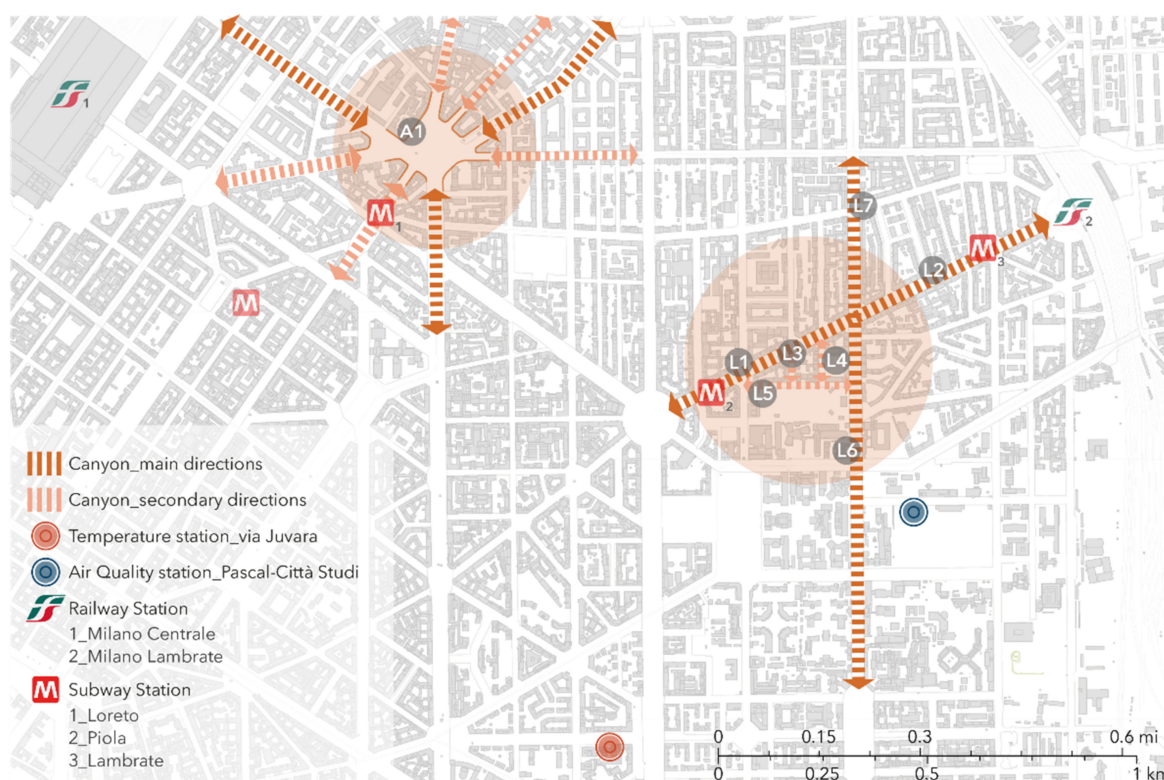 1
A1
M
1
L7
2
M
3
L2
M
L1
L3
L4
M
2
L5
L6
Canyon_main directions
Canyon_secondary directions
Temperature station_via Juvara
Air Quality station_Pascal-Città Studi
Railway Station
1_Milano Centrale
2_Milano Lambrate
M Subway Station
1_Loreto
2_Piola
3_Lambrate
0 0.15 0.3 0.6 mi
0 0.25 0.5 1 km